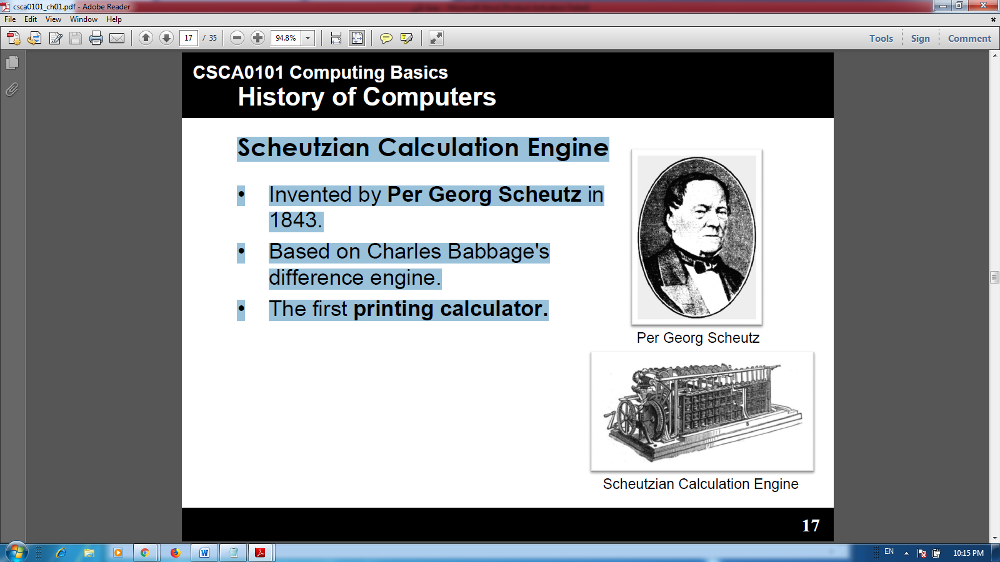 csca0101_ch01.pdf - Adobe Reader
File Edit View Window Help
17 / 35 94.8% Tools Sign Comment
CSCA0101 Computing Basics
History of Computers
Scheutzian Calculation Engine
• Invented by Per Georg Scheutz in
1843.
• Based on Charles Babbage's
difference engine.
• The first printing calculator.
Per Georg Scheutz
Scheutzian Calculation Engine
17
EN 10:15 PM